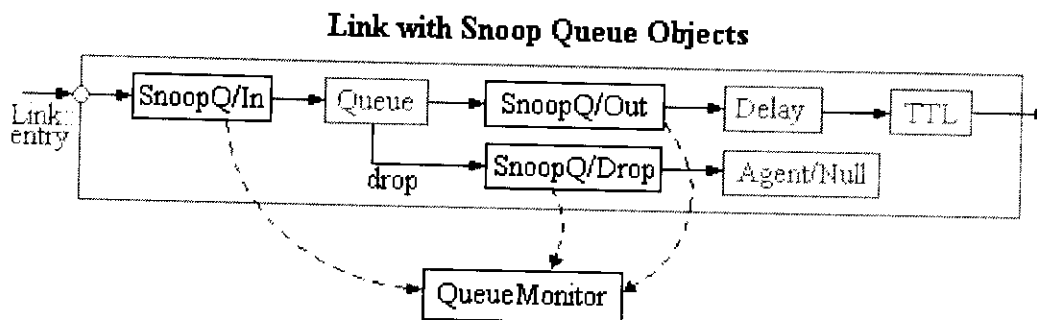 Link with Snoop Queue Objects
SnoopQ/In
Queue
SnoopQ/Out
Delay
TTL
Link
entry
drop
SnoopQ/Drop
Agent/Null
QueueMonitor